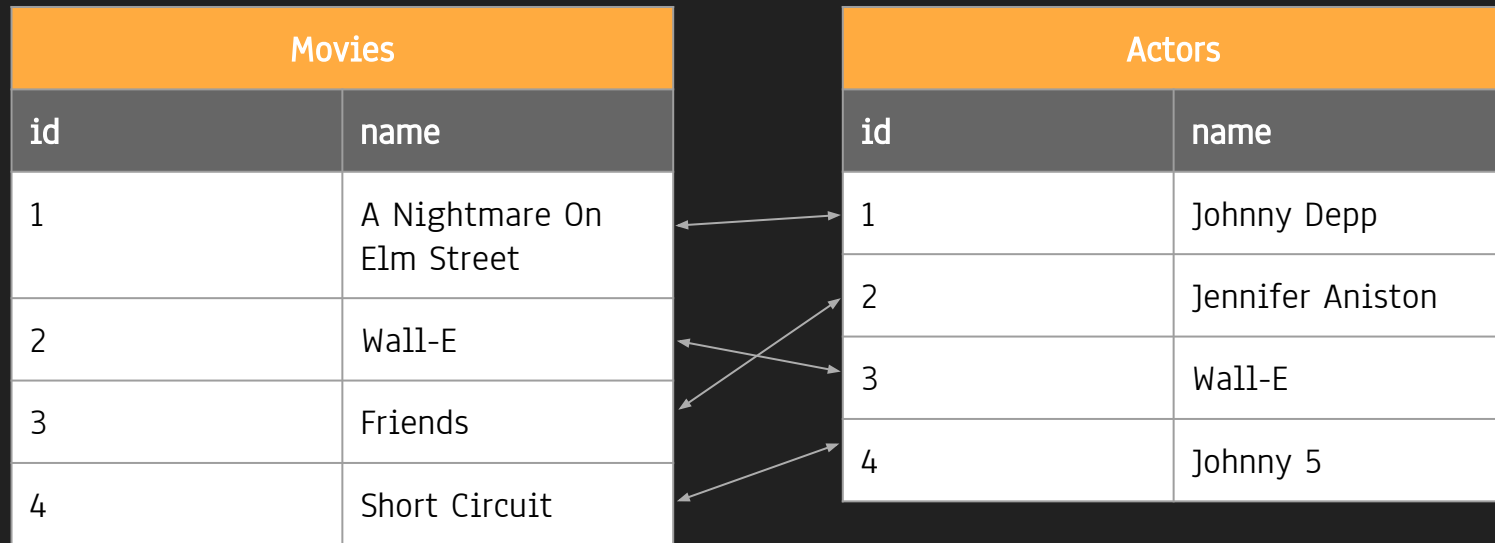 Movies
id name
1 A Nightmare On
Elm Street
2 Wall-E
3 Friends
4 Short Circuit
Actors
id name
1 Johnny Depp
2 Jennifer Aniston
3 Wall-E
4 Johnny 5